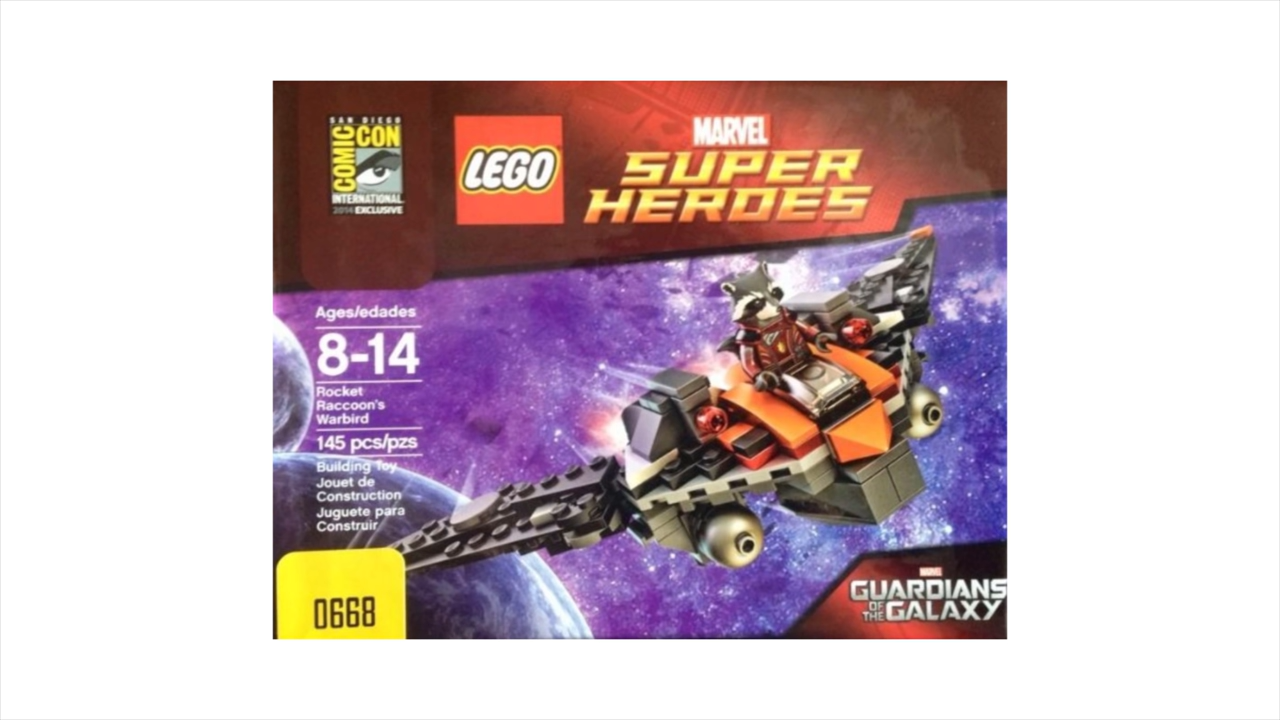 SAN DIEGO
COMIC CON
INTERNATIONAL
2014 EXCLUSIVE
LEGO
MARVEL
SUPER
HEROES
Ages/edades
8-14
Rocket
Raccoon's
Warbird
145 pcs/pzs
Building Toy
Jouet de
Construction
Juguete para
Construir
0668
MARVEL
GUARDIANS
OF THE GALAXY